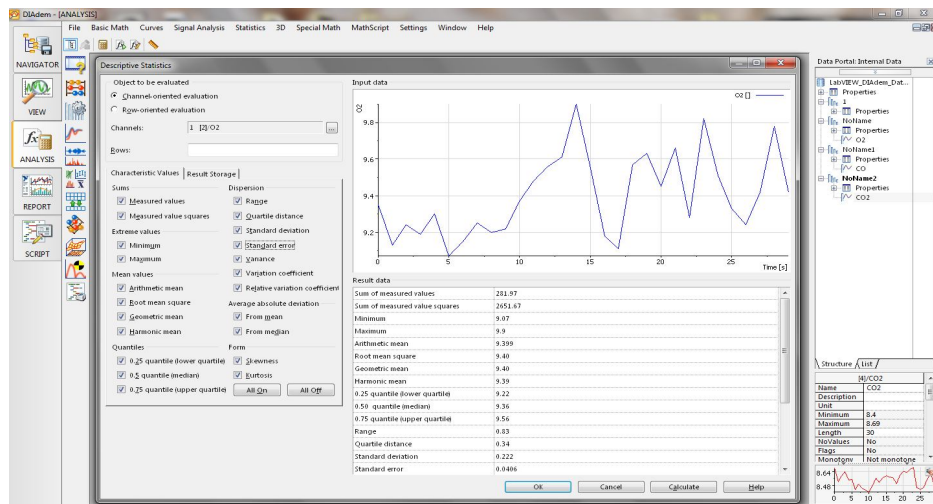 DIAdem - [ANALYSIS]
File Basic Math Curves Signal Analysis Statistics 3D Special Math MathScript Settings Window Help
NAVIGATOR
VIEW
ANALYSIS
REPORT
SCRIPT
Descriptive Statistics
Object to be evaluated
Channel-oriented evaluation
Row-oriented evaluation
Channels: 1 [2]/O2 ...
Rows:
Characteristic Values Result Storage
Sums
Measured values
Measured value squares
Extreme values
Minimum
Maximum
Mean values
Arithmetic mean
Root mean square
Geometric mean
Harmonic mean
Quantiles
0.25 quantile (lower quartile)
0.5 quantile (median)
0.75 quantile (upper quartile)
Dispersion
Range
Quartile distance
Standard deviation
Standard error
Variance
Variation coefficient
Relative variation coefficient
Average absolute deviation
From mean
From median
Form
Skewness
Kurtosis
All On All Off
Input data
O2 []
O2
9.8
9.6
9.4
9.2
0 5 10 15 20 25
Time [s]
Result data
Sum of measured values 281.97
Sum of measured value squares 2651.67
Minimum 9.07
Maximum 9.9
Arithmetic mean 9.399
Root mean square 9.40
Geometric mean 9.40
Harmonic mean 9.39
0.25 quantile (lower quartile) 9.22
0.50 quantile (median) 9.36
0.75 quantile (upper quartile) 9.56
Range 0.83
Quartile distance 0.34
Standard deviation 0.222
Standard error 0.0406
OK Cancel Calculate Help
Data Portal: Internal Data
LabVIEW_DIAdem_Dat...
Properties
1
Properties
NoName
Properties
O2
NoName1
Properties
CO
NoName2
Properties
CO2
Structure List
[4]/CO2
Name CO2
Description
Unit
Minimum 8.4
Maximum 8.69
Length 30
NoValues No
Flags No
Monotony Not monotone
8.64
8.48
0 5 10 15 20 25